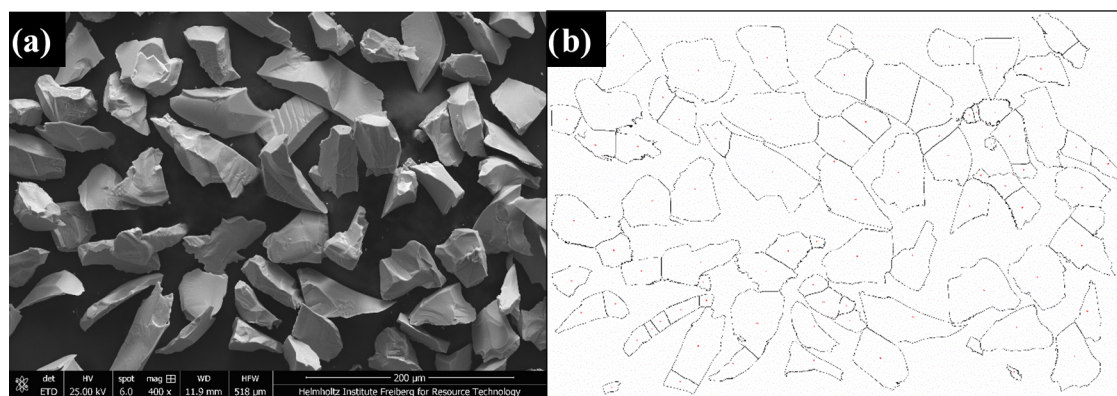 (a)
(b)
det HV spot mag WD HFW 200 μm
ETD 25.00 kV 6.0 400 x 11.9 mm 518 μm Helmholtz Institute Freiberg for Resource Technology